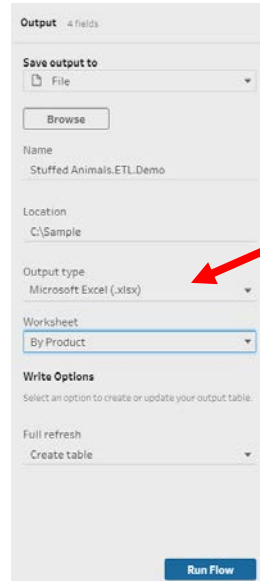 Output 4 fields
Save output to
File
Browse
Name
Stuffed Animals.ETL.Demo
Location
C:\Sample
Output type
Microsoft Excel (.xlsx)
Worksheet
By Product
Write Options
Select an option to create or update your output table.
Full refresh
Create table
Run Flow